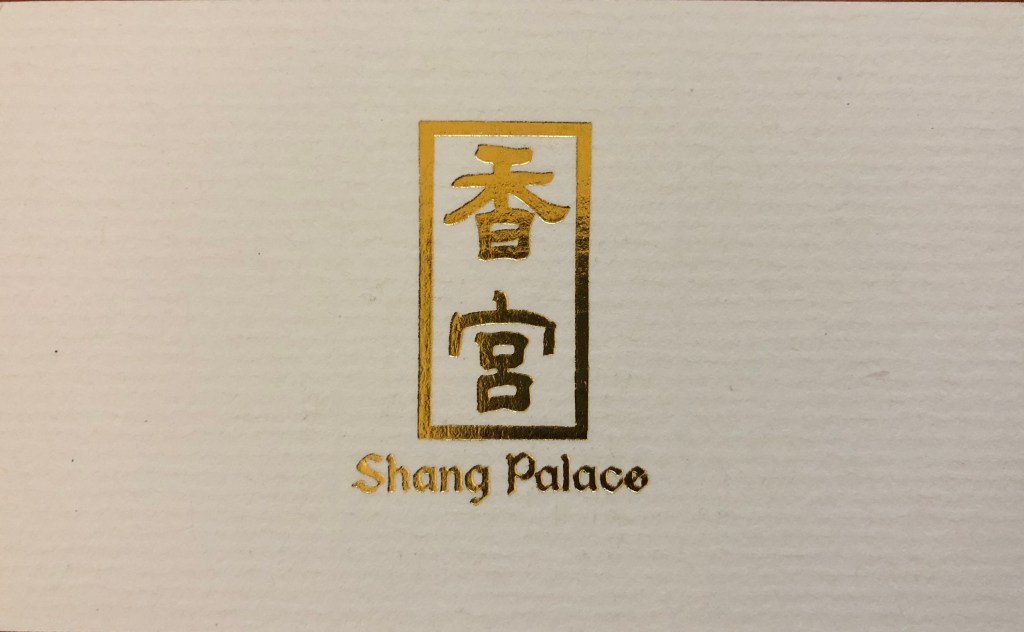 香宮
Shang Palace